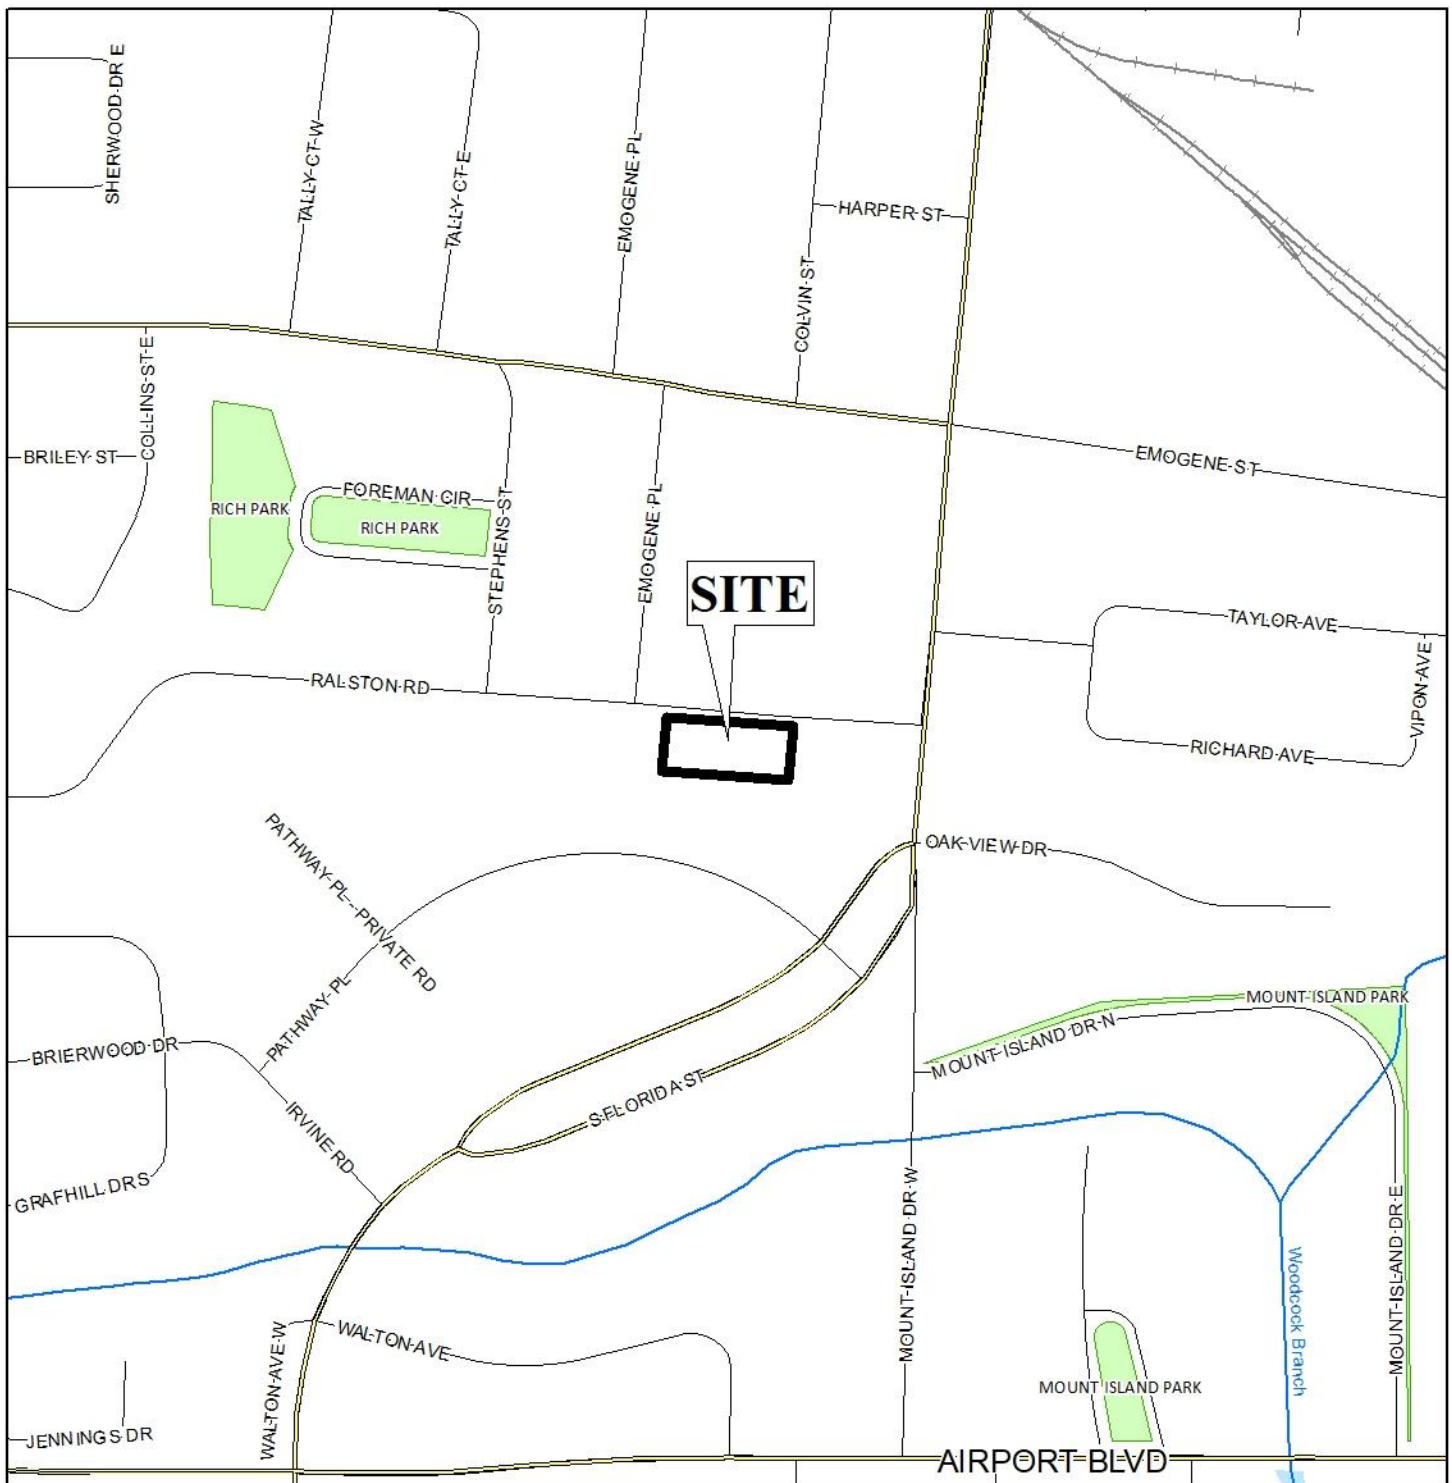 SHERWOOD DR E
TALLY CT W
TALLY CT E
EMOGENE PL
HARPER ST
COLVIN ST
COLLINS ST E
BRILEY ST
EMOGENE ST
FOREMAN CIR
RICH PARK
RICH PARK
STEPHENS ST
EMOGENE PL
SITE
TAYLOR AVE
VIPON AVE
RALSTON RD
RICHARD AVE
OAK VIEW DR
PATHWAY PL - PRIVATE RD
PATHWAY PL
MOUNT ISLAND PARK
MOUNT ISLAND DR N
BRIERWOOD DR
S FLORIDA ST
IRVINE RD
GRAFHILL DR S
MOUNT ISLAND DR W
MOUNT ISLAND DR E
Woodcock Branch
WALTON AVE W
WALTON AVE
MOUNT ISLAND PARK
JENNINGS DR
AIRPORT BLVD